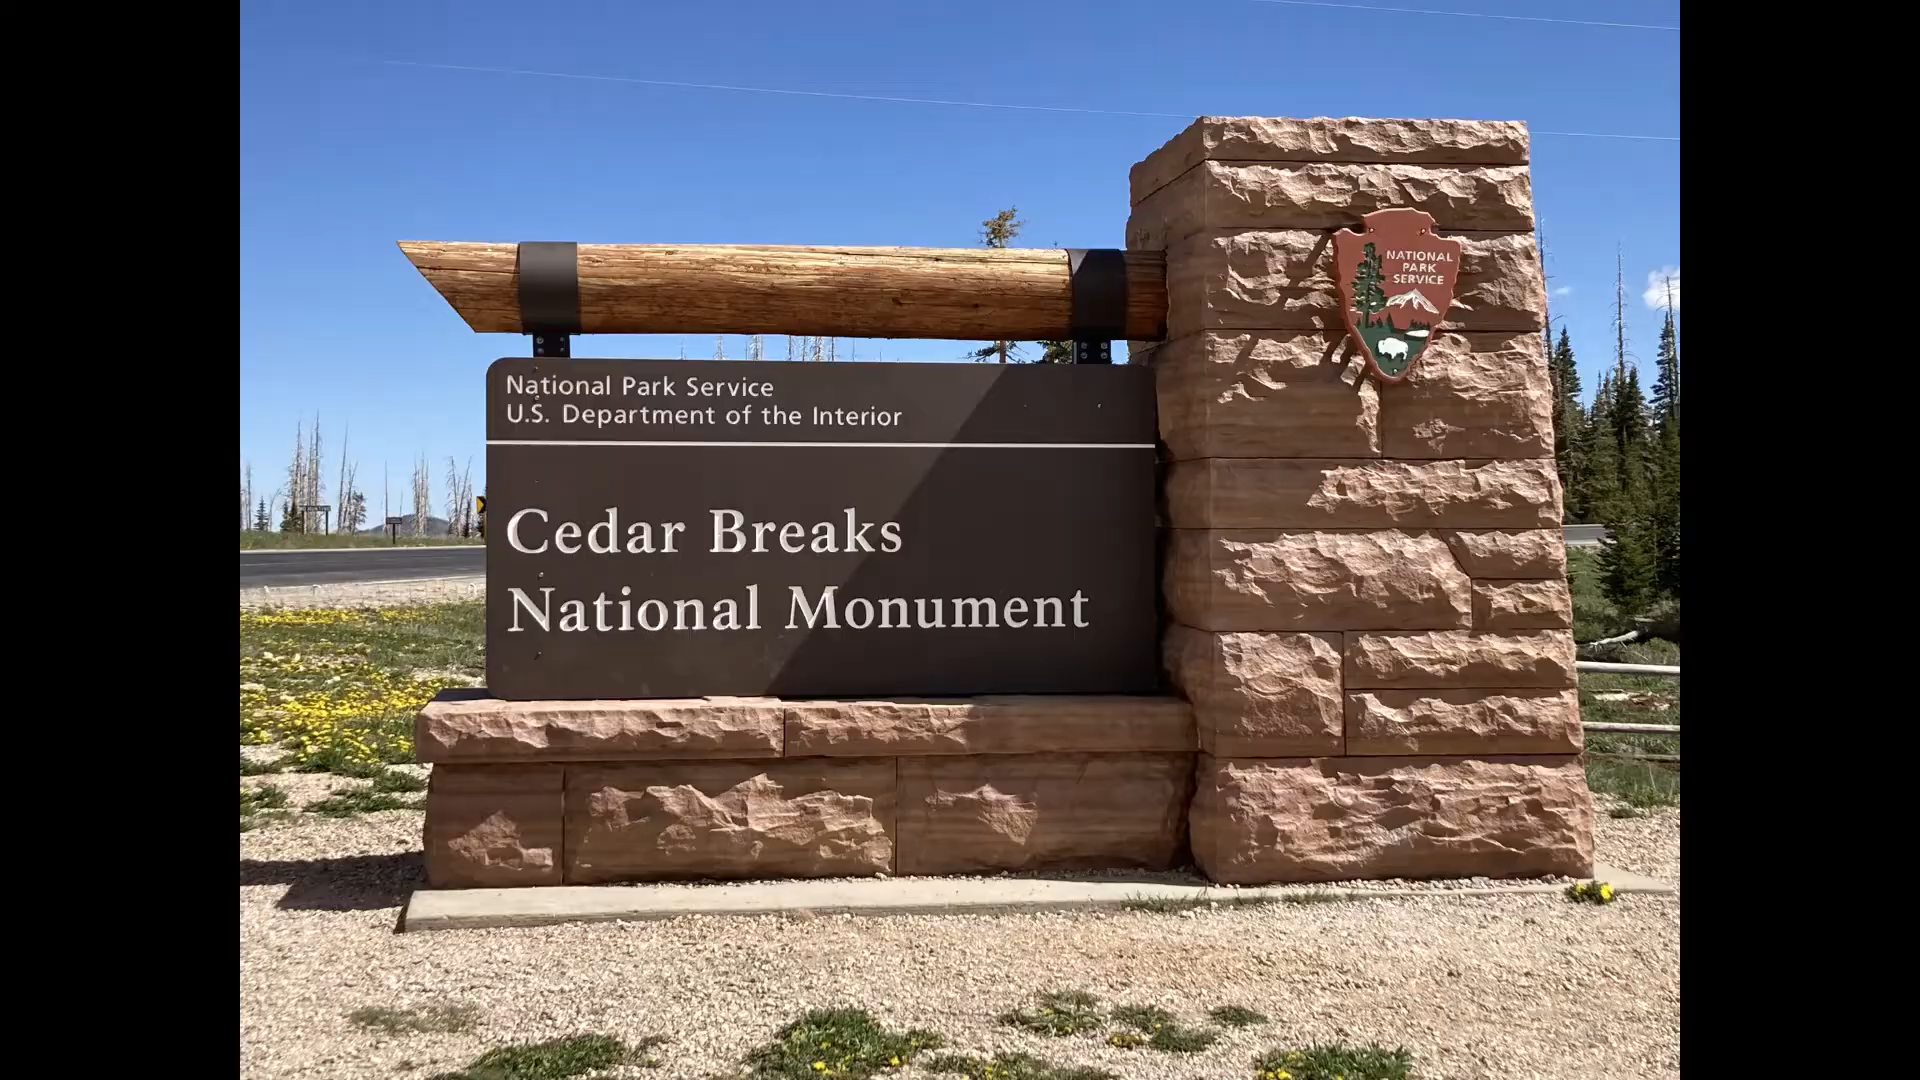 National Park Service
U.S. Department of the Interior
Cedar Breaks
National Monument
NATIONAL
PARK
SERVICE